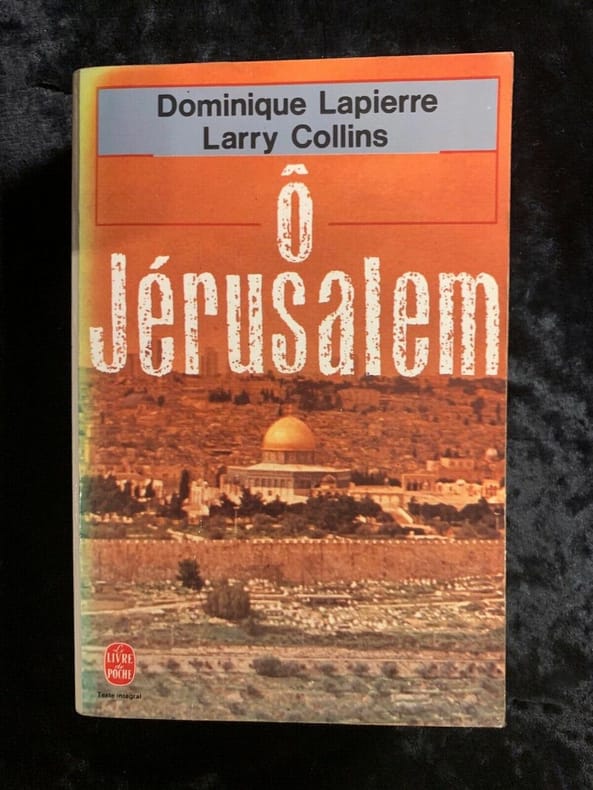 Dominique Lapierre
Larry Collins
Ô
Jérusalem
Le
LIVRE
de
POCHE
Texte intégral